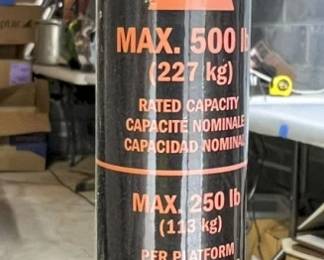 MAX. 500 lb
(227 kg)
RATED CAPACITY
CAPACITÉ NOMINALE
CAPACIDAD NOMINAL
MAX. 250 lb
(113 kg)
PER PLATFORM